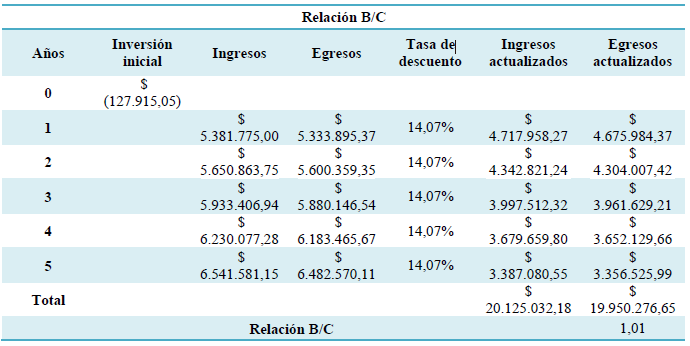 Relación B/C
Años Inversión inicial Ingresos Egresos Tasa de descuento Ingresos actualizados Egresos actualizados
0 $ (127.915,05)
1 $ 5.381.775,00 $ 5.333.895,37 14,07% $ 4.717.958,27 $ 4.675.984,37
2 $ 5.650.863,75 $ 5.600.359,35 14,07% $ 4.342.821,24 $ 4.304.007,42
3 $ 5.933.406,94 $ 5.880.146,54 14,07% $ 3.997.512,32 $ 3.961.629,21
4 $ 6.230.077,28 $ 6.183.465,67 14,07% $ 3.679.659,80 $ 3.652.129,66
5 $ 6.541.581,15 $ 6.482.570,11 14,07% $ 3.387.080,55 $ 3.356.525,99
Total $ 20.125.032,18 $ 19.950.276,65
Relación B/C 1,01